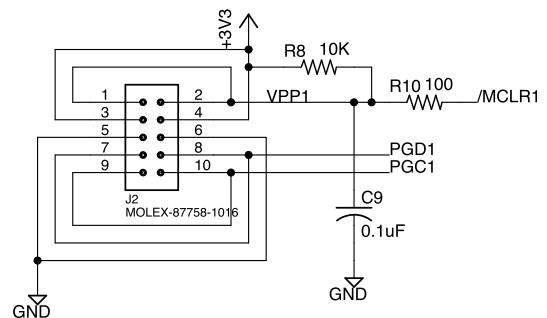 +3V3
R8 10K
R10 100
1 2 VPP1 /MCLR1
3 4
5 6
7 8 PGD1
9 10 PGC1
J2
MOLEX-87758-1016
C9
0.1uF
GND
GND